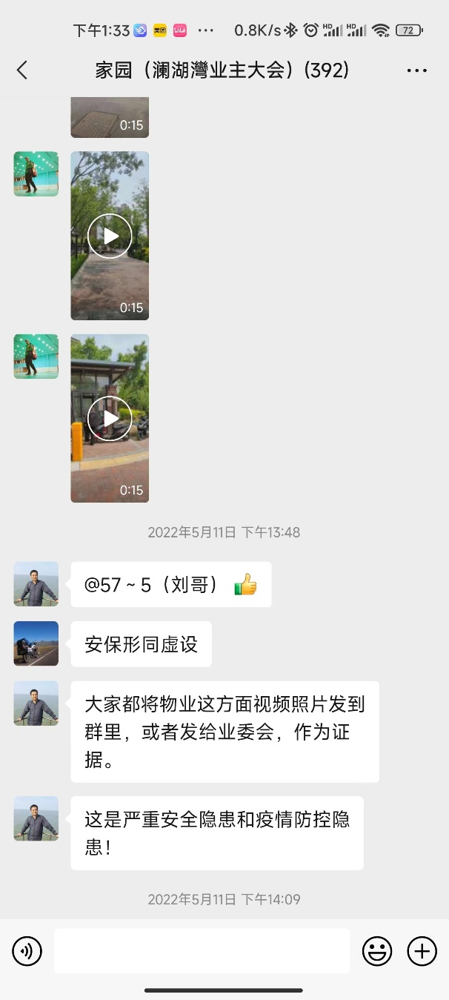 下午1:33
美团
...
0.8K/s
HD
HD
72
家园（澜湖灣业主大会）(392)
0:15
0:15
0:15
2022年5月11日 下午13:48
@57～5（刘哥）👍
安保形同虚设
大家都将物业这方面视频照片发到
群里，或者发给业委会，作为证
据。
这是严重安全隐患和疫情防控隐
患！
2022年5月11日 下午14:09